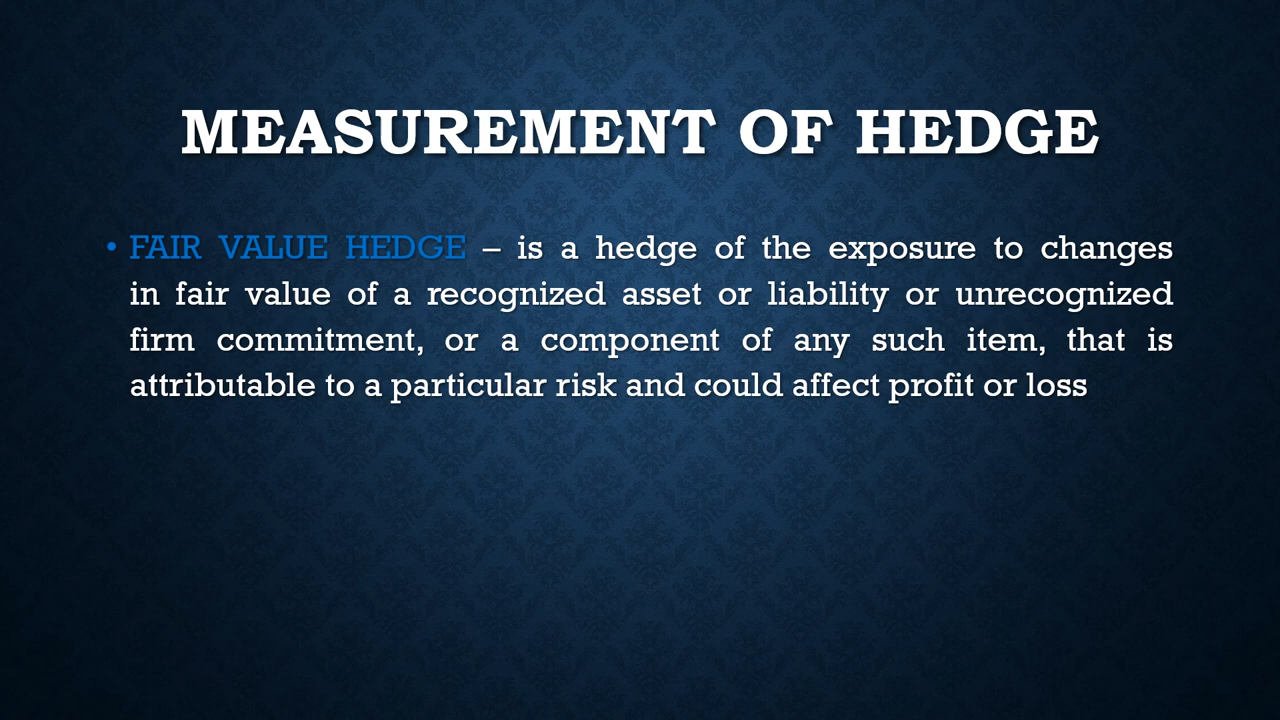 MEASUREMENT OF HEDGE
• FAIR VALUE HEDGE – is a hedge of the exposure to changes
in fair value of a recognized asset or liability or unrecognized
firm commitment, or a component of any such item, that is
attributable to a particular risk and could affect profit or loss